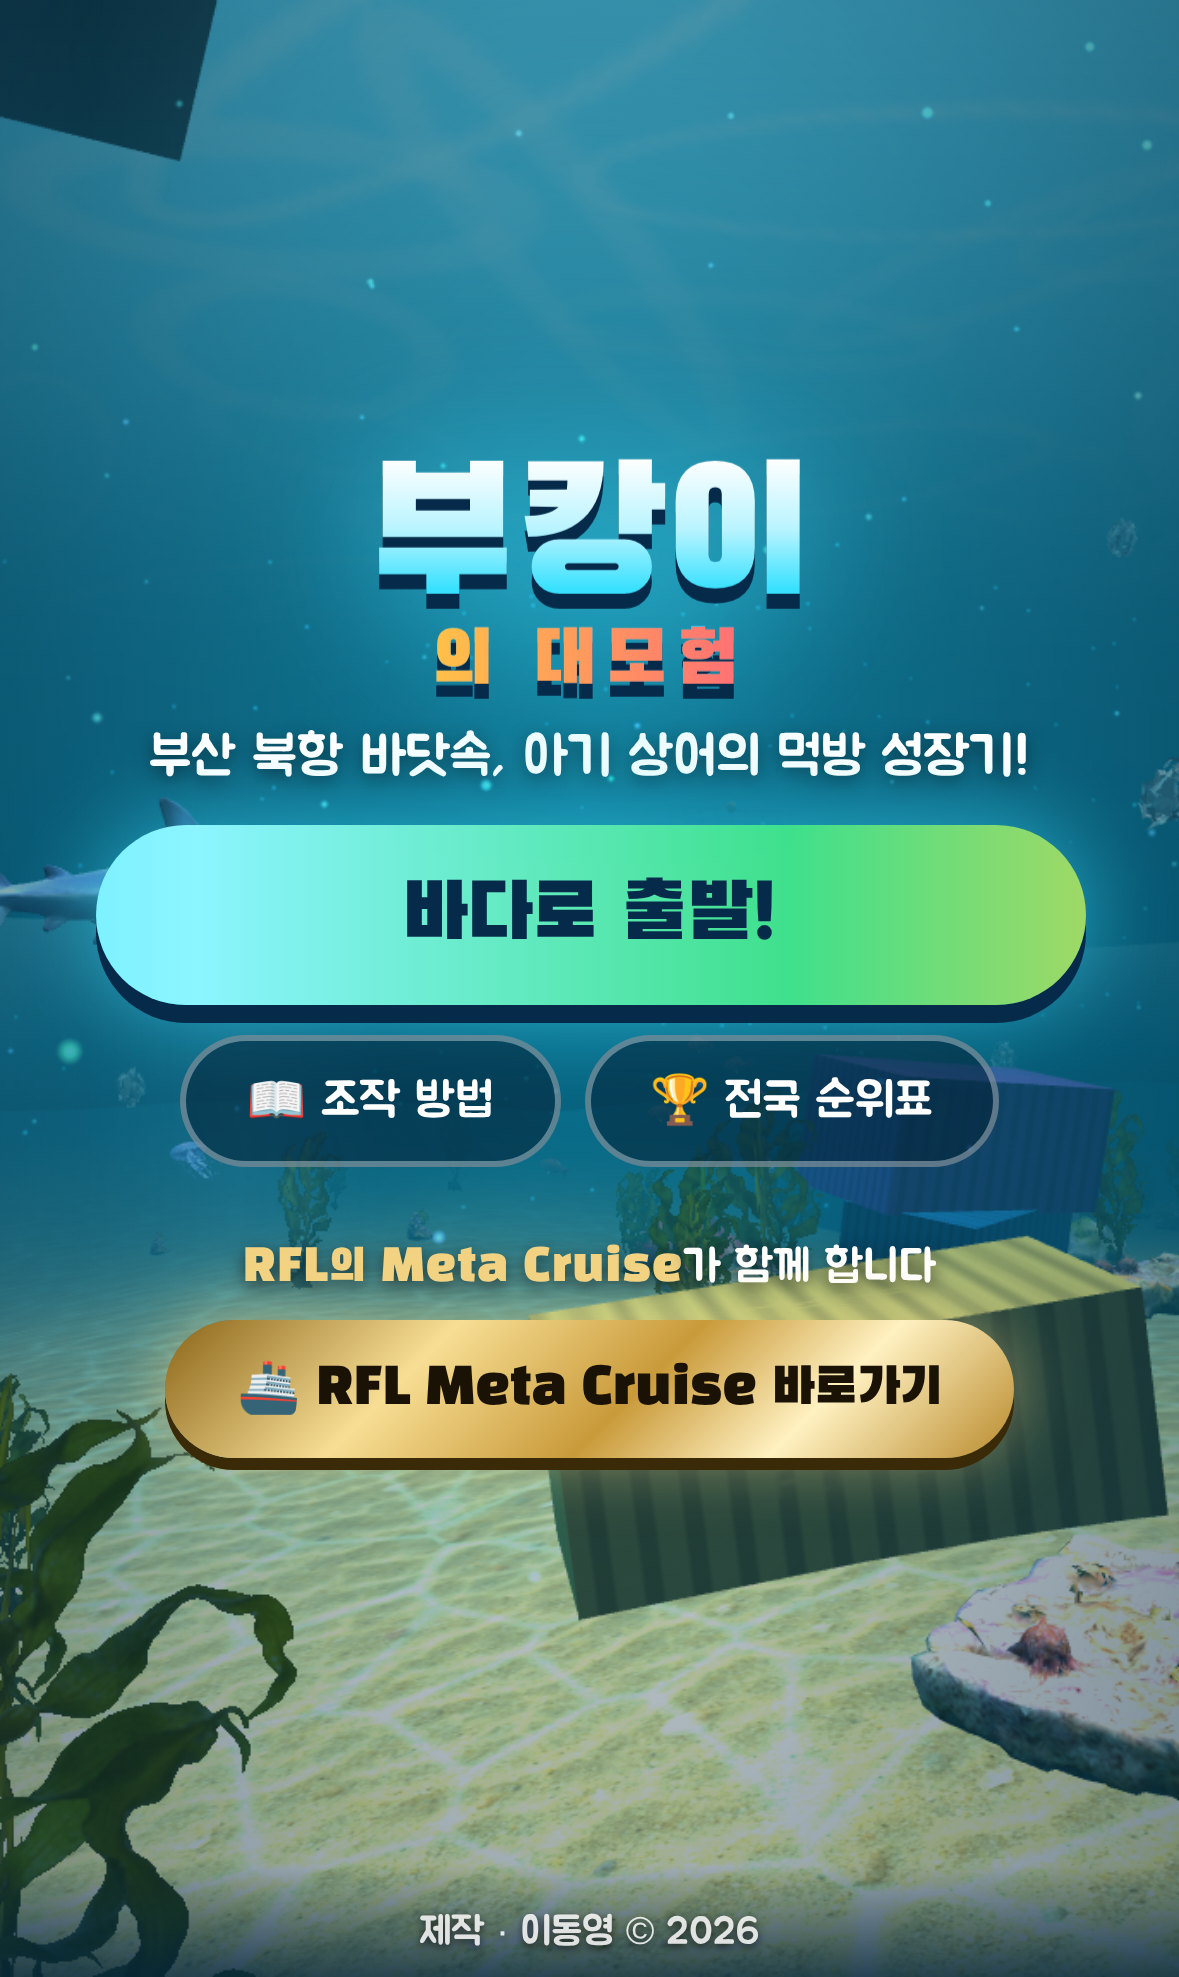 부캉이
의 대모험
부산 북항 바닷속, 아기 상어의 먹방 성장기!
바다로 출발!
📖 조작 방법
🏆 전국 순위표
RFL의 Meta Cruise가 함께 합니다
🚢 RFL Meta Cruise 바로가기
제작 · 이동영 © 2026